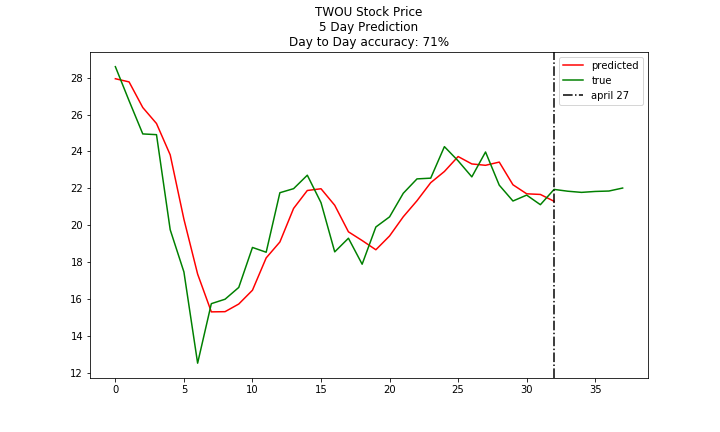 TWOU Stock Price
5 Day Prediction
Day to Day accuracy: 71%
predicted
true
april 27
28
26
24
22
20
18
16
14
12
0 5 10 15 20 25 30 35